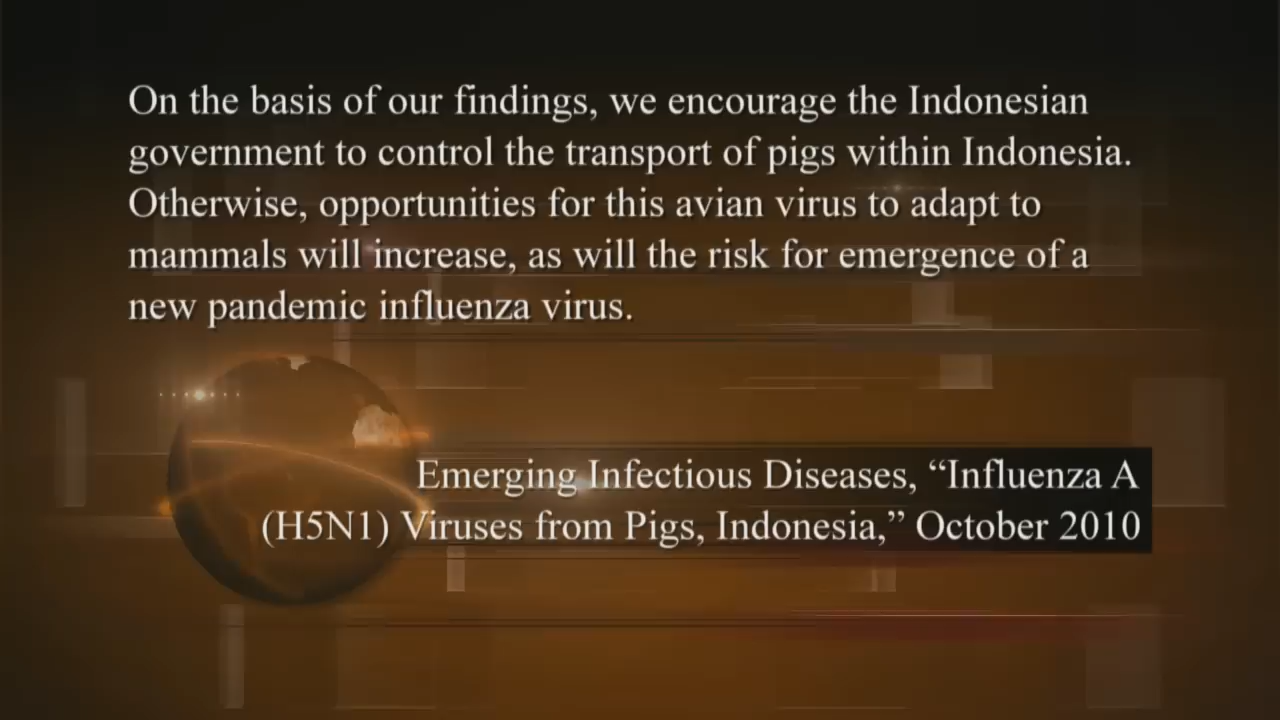 On the basis of our findings, we encourage the Indonesian
government to control the transport of pigs within Indonesia.
Otherwise, opportunities for this avian virus to adapt to
mammals will increase, as will the risk for emergence of a
new pandemic influenza virus.
Emerging Infectious Diseases, “Influenza A
(H5N1) Viruses from Pigs, Indonesia,” October 2010